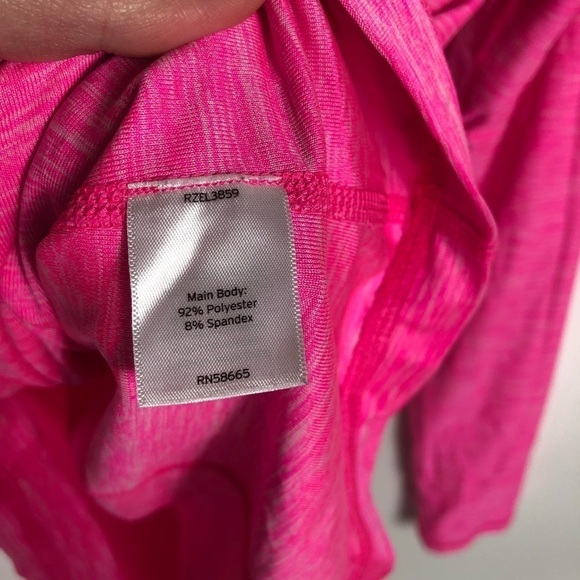 RZEL3859
Main Body:
92% Polyester
8% Spandex
RN58665